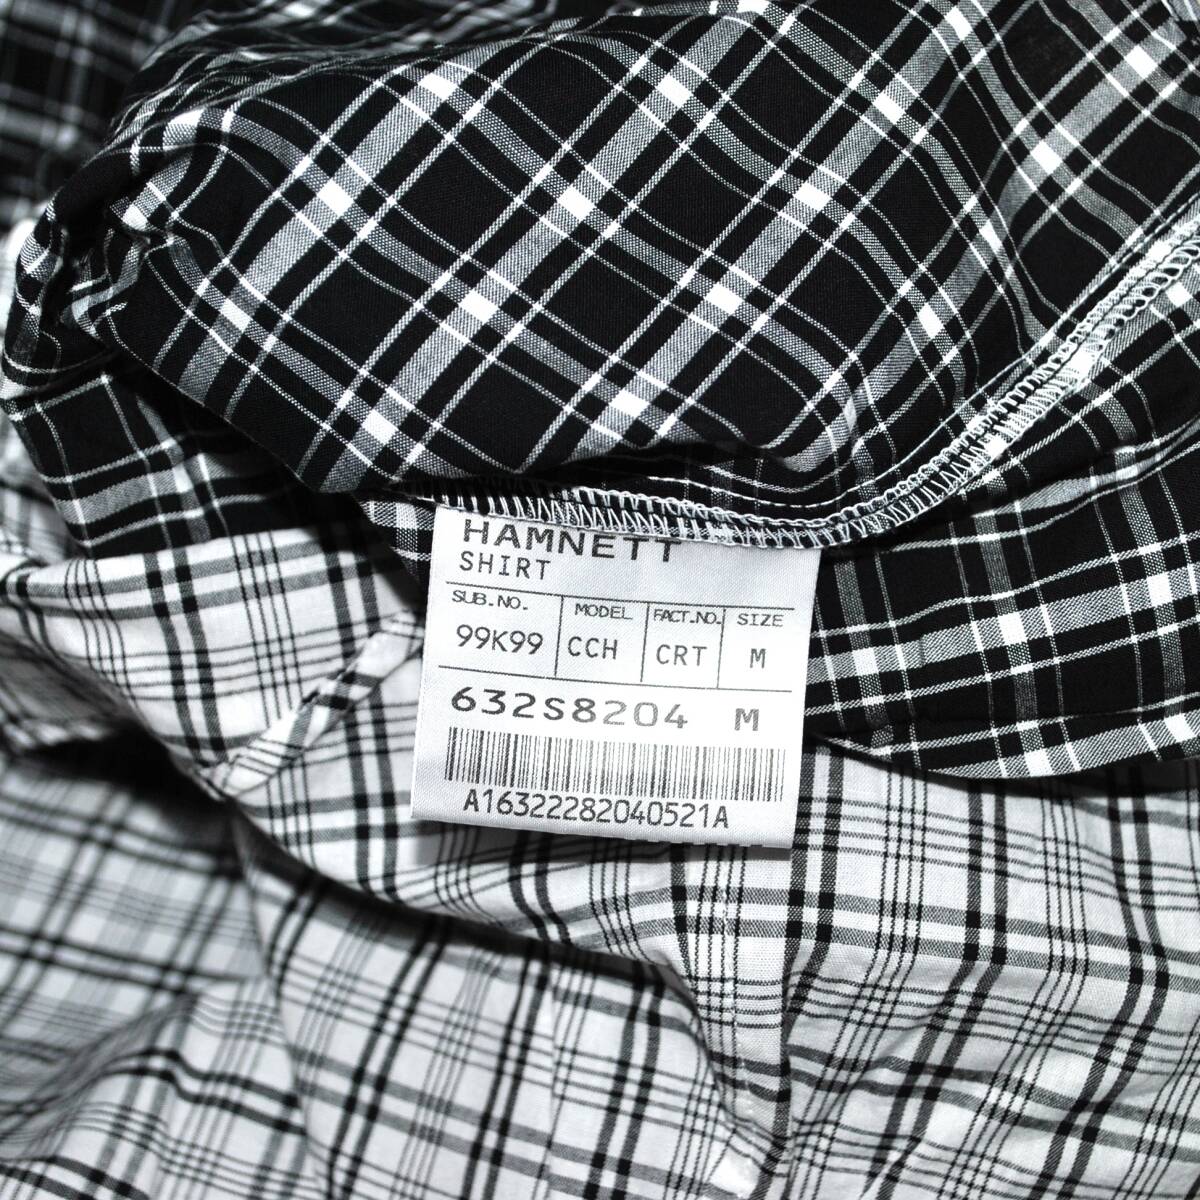 HAMNETT
SHIRT
SUB.NO. MODEL FACT.NO. SIZE
99K99 CCH CRT M
632S8204 M
A16322282040521A